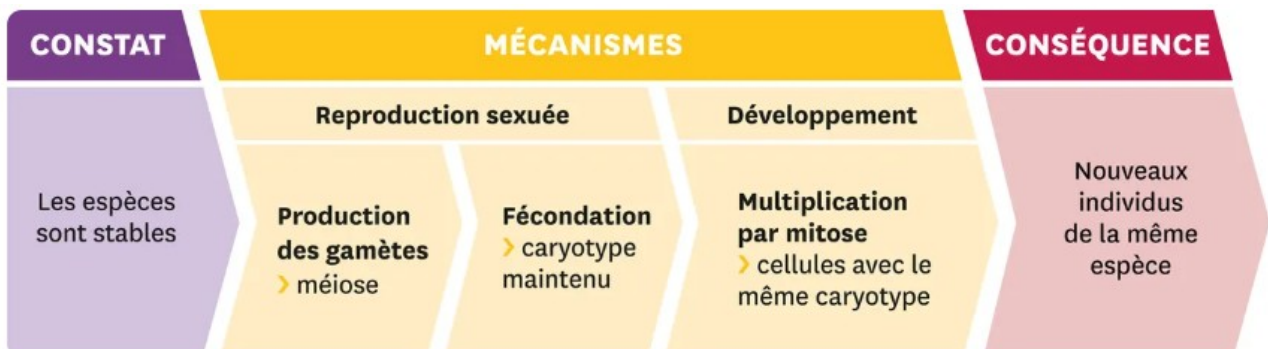 CONSTAT
MÉCANISMES
CONSÉQUENCE
Reproduction sexuée
Développement
Les espèces
sont stables
Production
des gamètes
> méiose
Fécondation
> caryotype
maintenu
Multiplication
par mitose
> cellules avec le
même caryotype
Nouveaux
individus
de la même
espèce